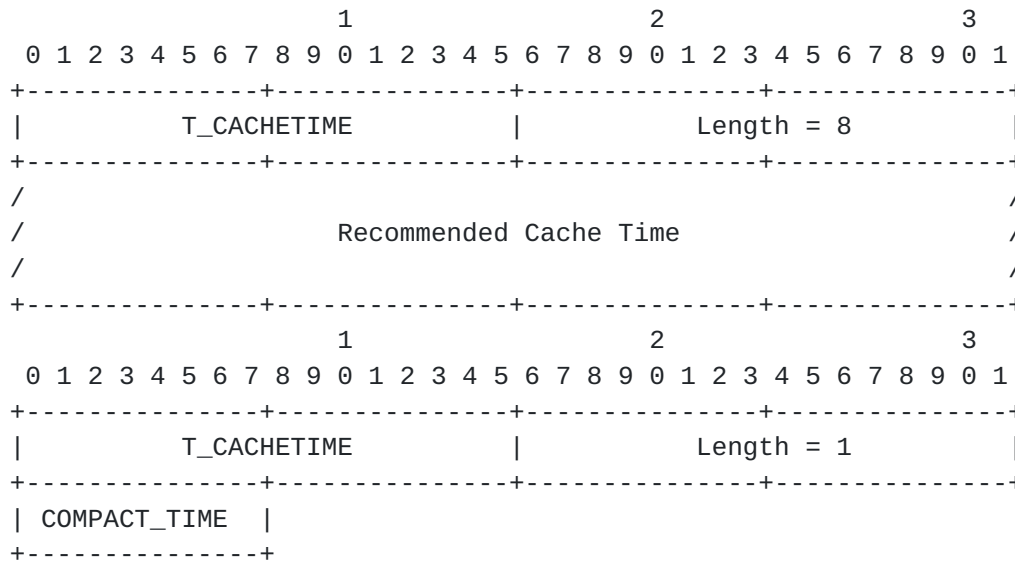 1                   2                   3
 0 1 2 3 4 5 6 7 8 9 0 1 2 3 4 5 6 7 8 9 0 1 2 3 4 5 6 7 8 9 0 1
+---------------+---------------+---------------+---------------+
|          T_CACHETIME          |           Length = 8          |
+---------------+---------------+---------------+---------------+
/                                                               /
/                    Recommended Cache Time                     /
/                                                               /
+---------------+---------------+---------------+---------------+
                     1                   2                   3
 0 1 2 3 4 5 6 7 8 9 0 1 2 3 4 5 6 7 8 9 0 1 2 3 4 5 6 7 8 9 0 1
+---------------+---------------+---------------+---------------+
|          T_CACHETIME          |           Length = 1          |
+---------------+---------------+---------------+---------------+
| COMPACT_TIME  |
+---------------+